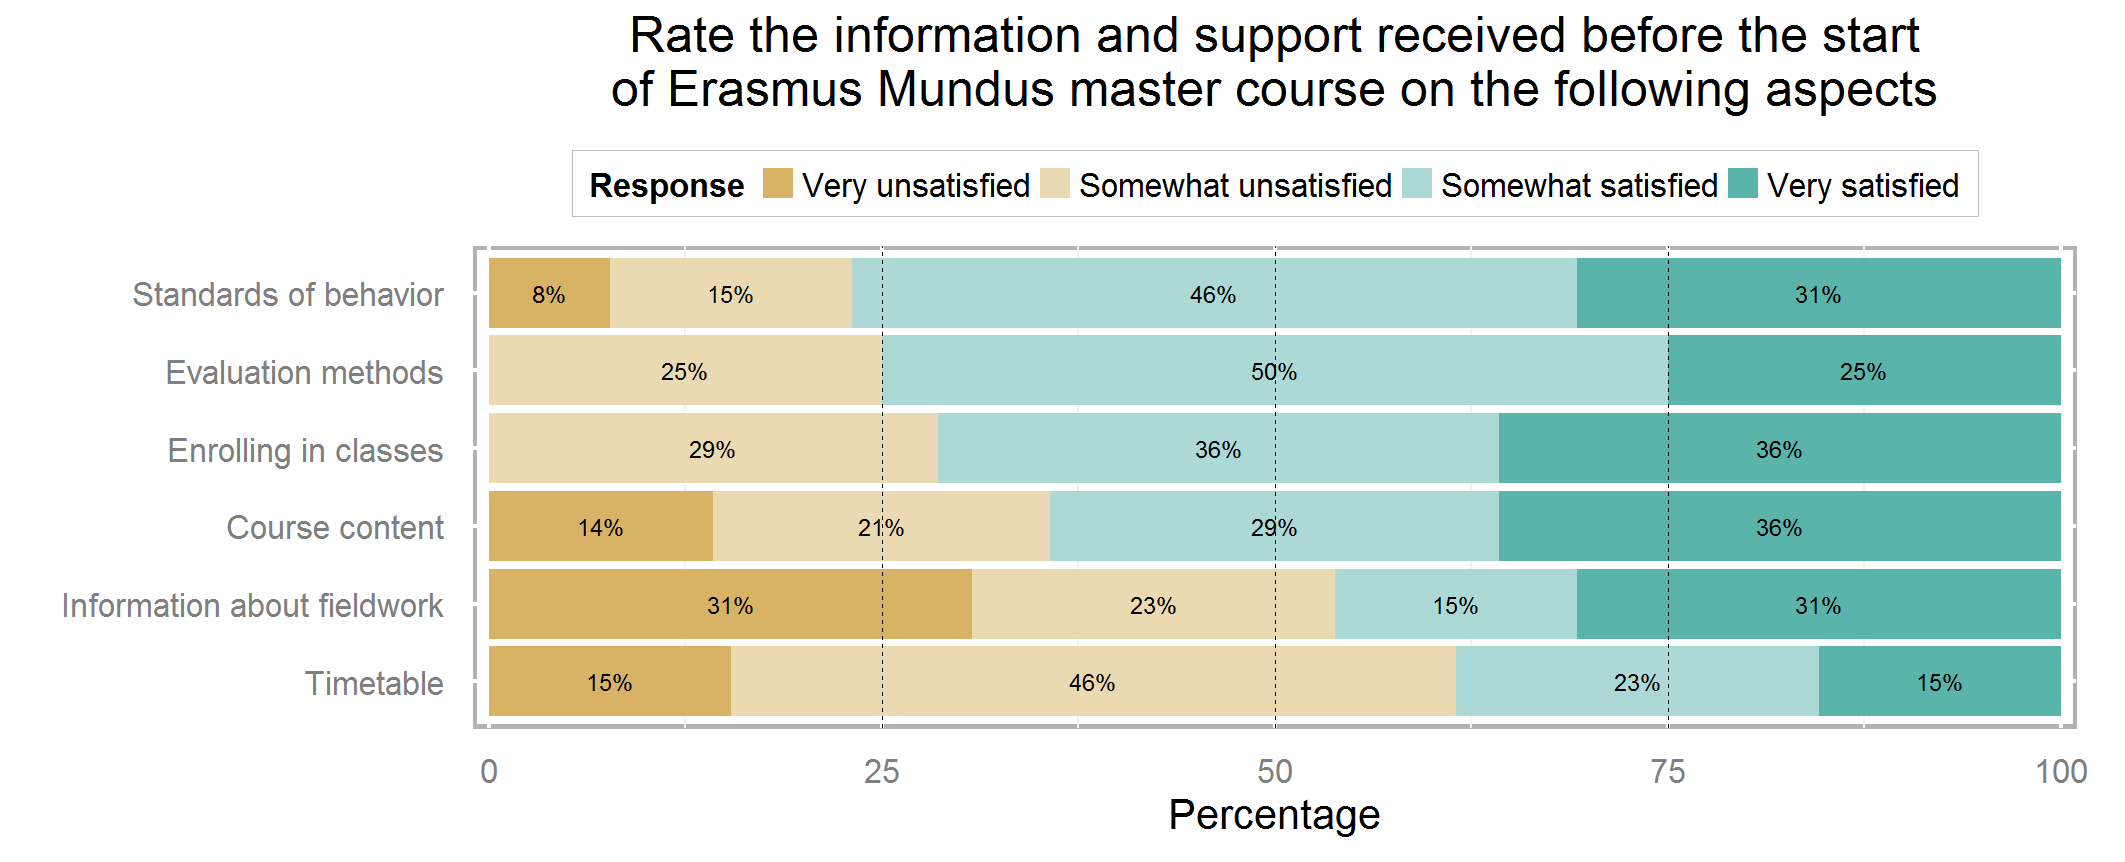 Rate the information and support received before the start
of Erasmus Mundus master course on the following aspects
Response Very unsatisfied Somewhat unsatisfied Somewhat satisfied Very satisfied
Standards of behavior 8% 15% 46% 31%
Evaluation methods 25% 50% 25%
Enrolling in classes 29% 36% 36%
Course content 14% 21% 29% 36%
Information about fieldwork 31% 23% 15% 31%
Timetable 15% 46% 23% 15%
0 25 50 75 100
Percentage